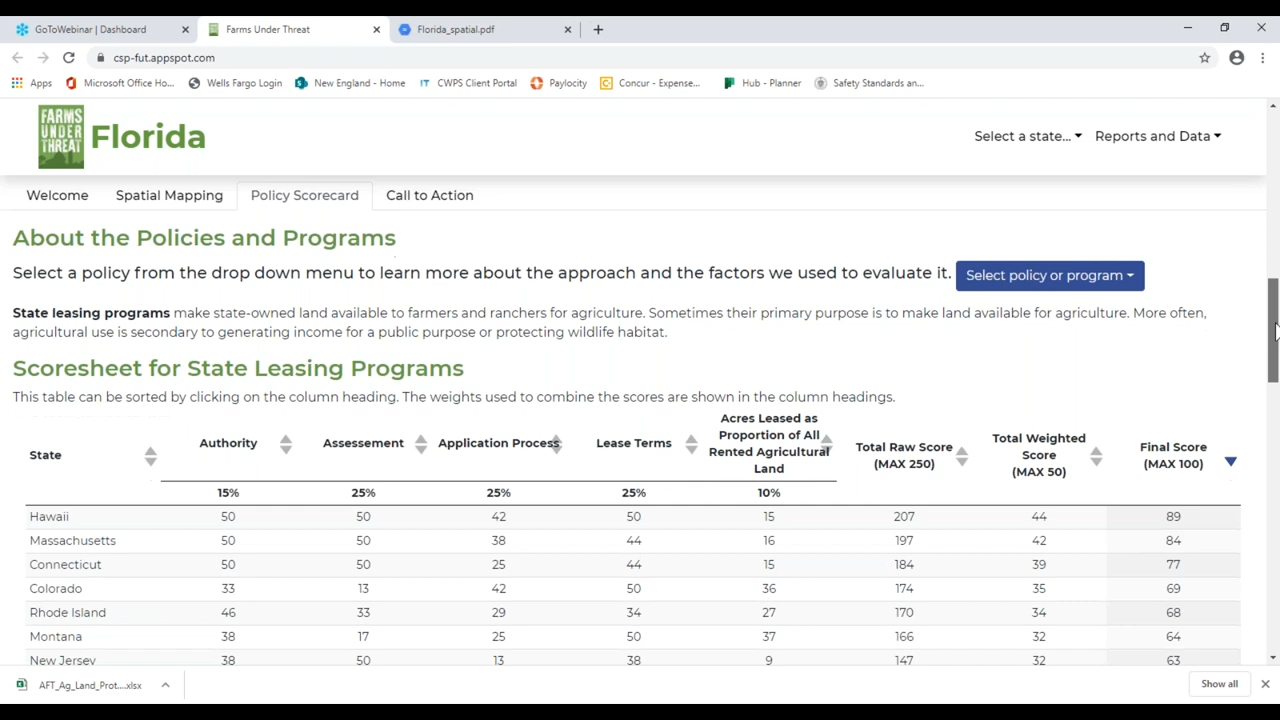 GoToWebinar | Dashboard
Farms Under Threat
Florida_spatial.pdf
csp-fut.appspot.com
Apps
Microsoft Office Ho...
Wells Fargo Login
New England - Home
IT CWPS Client Portal
Paylocity
Concur - Expense...
Hub - Planner
Safety Standards an...
FARMS UNDER THREAT
Florida
Select a state...
Reports and Data
Welcome
Spatial Mapping
Policy Scorecard
Call to Action
About the Policies and Programs
Select a policy from the drop down menu to learn more about the approach and the factors we used to evaluate it.
Select policy or program
State leasing programs make state-owned land available to farmers and ranchers for agriculture. Sometimes their primary purpose is to make land available for agriculture. More often,
agricultural use is secondary to generating income for a public purpose or protecting wildlife habitat.
Scoresheet for State Leasing Programs
This table can be sorted by clicking on the column heading. The weights used to combine the scores are shown in the column headings.
State
Authority
Assessement
Application Process
Lease Terms
Acres Leased as
Proportion of All
Rented Agricultural
Land
Total Raw Score
(MAX 250)
Total Weighted
Score
(MAX 50)
Final Score
(MAX 100)
15% 25% 25% 25% 10%
Hawaii 50 50 42 50 15 207 44 89
Massachusetts 50 50 38 44 16 197 42 84
Connecticut 50 50 25 44 15 184 39 77
Colorado 33 13 42 50 36 174 35 69
Rhode Island 46 33 29 34 27 170 34 68
Montana 38 17 25 50 37 166 32 64
New Jersey 38 50 13 38 9 147 32 63
AFT_Ag_Land_Prot....xlsx
Show all